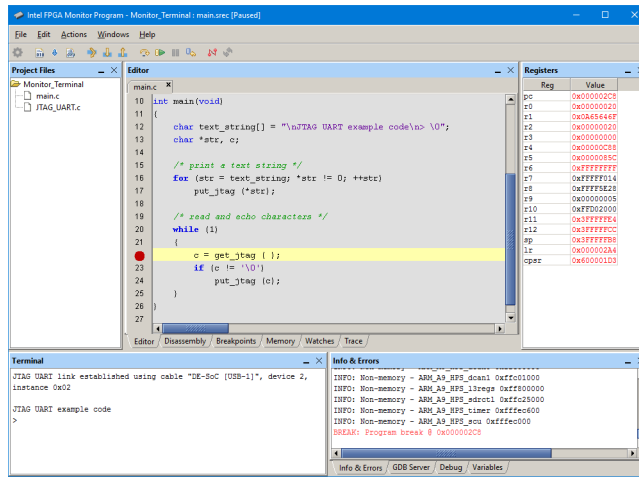 Intel FPGA Monitor Program - Monitor_Terminal : main.srec [Paused]
File Edit Actions Windows Help
Project Files
Monitor_Terminal
main.c
JTAG_UART.c
Editor
main.c
10 int main(void)
11 {
12 char text_string[] = "\nJTAG UART example code\n> \0";
13 char *str, c;
14
15 /* print a text string */
16 for (str = text_string; *str != 0; ++str)
17 put_jtag (*str);
18
19 /* read and echo characters */
20 while (1)
21 {
c = get_jtag ( );
23 if (c != '\0')
24 put_jtag (c);
25 }
26 }
27
Editor Disassembly Breakpoints Memory Watches Trace
Registers
Reg Value
pc 0x000002C8
r0 0x00000020
r1 0x0A65646F
r2 0x00000020
r3 0x00000000
r4 0x00000C88
r5 0x0000085C
r6 0xFFFFFFFF
r7 0xFFFFF014
r8 0xFFFF5E28
r9 0x00000005
r10 0xFFD02000
r11 0x3FFFFFE4
r12 0x3FFFFFCC
sp 0x3FFFFFB8
lr 0x000002A4
cpsr 0x600001D3
Terminal
JTAG UART link established using cable "DE-SoC [USB-1]", device 2,
instance 0x02
JTAG UART example code
>
Info & Errors
INFO: Non-memory - ARM_A9_HPS_dcan1 0xffc01000
INFO: Non-memory - ARM_A9_HPS_l3regs 0xff800000
INFO: Non-memory - ARM_A9_HPS_sdrctl 0xffc25000
INFO: Non-memory - ARM_A9_HPS_timer 0xfffec600
INFO: Non-memory - ARM_A9_HPS_scu 0xfffec000
BREAK: Program break @ 0x000002C8
Info & Errors GDB Server Debug Variables